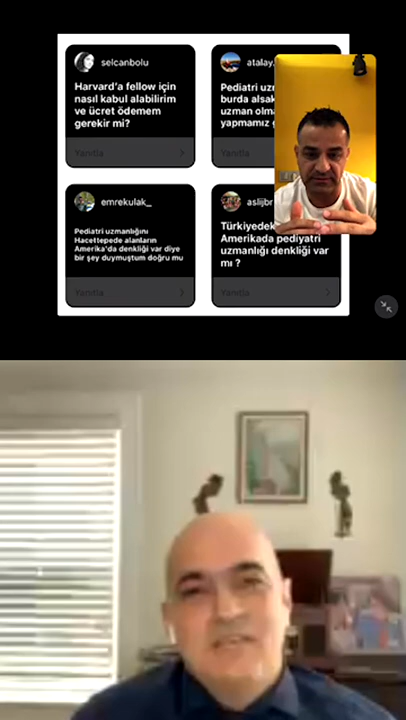 selcanbolu
Harvard'a fellow için
nasıl kabul alabilirim
ve ücret ödemem
gerekir mi?
Yanıtla
atalay.
Pediatri
burda alsak
uzman
yapmamız
Yanıtla
emrekulak_
Pediatri uzmanlığını
Hacettepede alanların
Amerika'da denkliği var diye
bir şey duymuştum doğru mu
Yanıtla
aslijbr
Türkiyedek
Amerikada pediyatri
uzmanlığı denkliği var
mı ?
Yanıtla